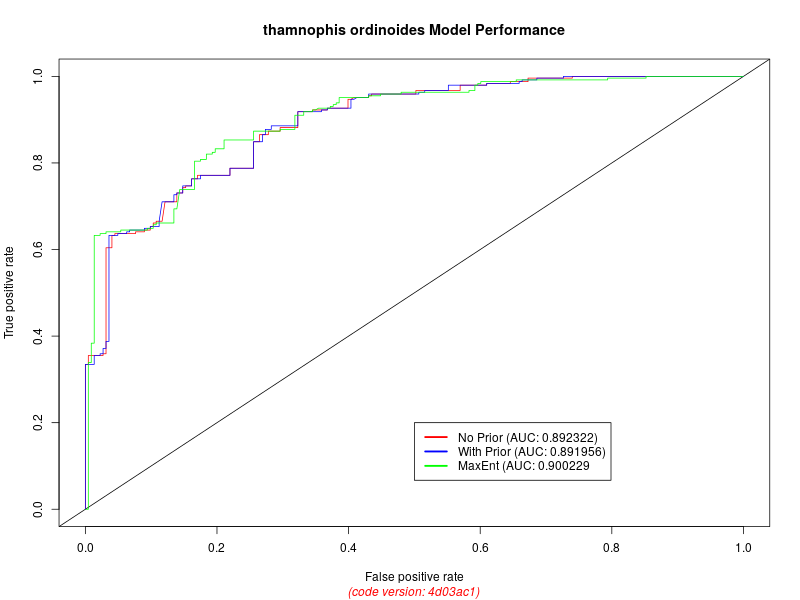 thamnophis ordinoides Model Performance
1.0
0.8
0.6
0.4
0.2
0.0
True positive rate
No Prior (AUC: 0.892322)
With Prior (AUC: 0.891956)
MaxEnt (AUC: 0.900229
0.0 0.2 0.4 0.6 0.8 1.0
False positive rate
(code version: 4d03ac1)